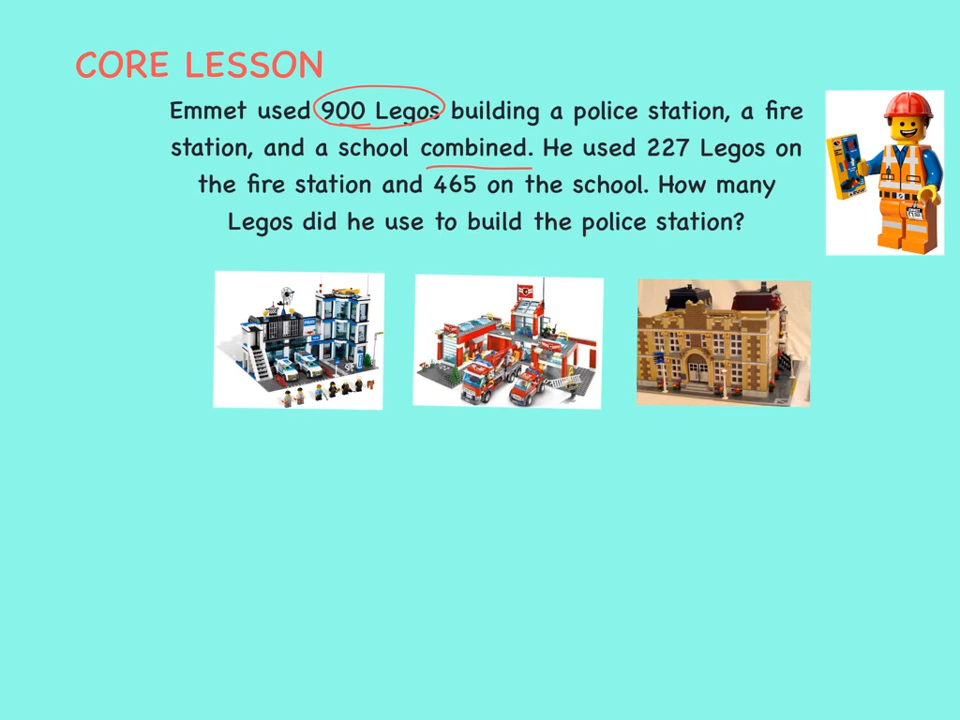 CORE LESSON
Emmet used 900 Legos building a police station, a fire
station, and a school combined. He used 227 Legos on
the fire station and 465 on the school. How many
Legos did he use to build the police station?